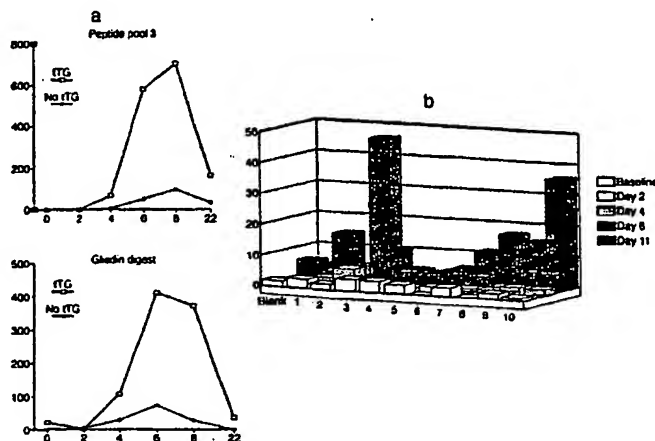 a
Peptide pool 3
800
600
400
200
0
tTG
No tTG
0 2 4 6 8 22
Gliadin digest
500
400
300
200
100
0
tTG
No tTG
0 2 4 6 8 22
b
50
40
30
20
10
0
Blank 1 2 3 4 5 6 7 8 9 10
Baseline
Day 2
Day 4
Day 6
Day 11